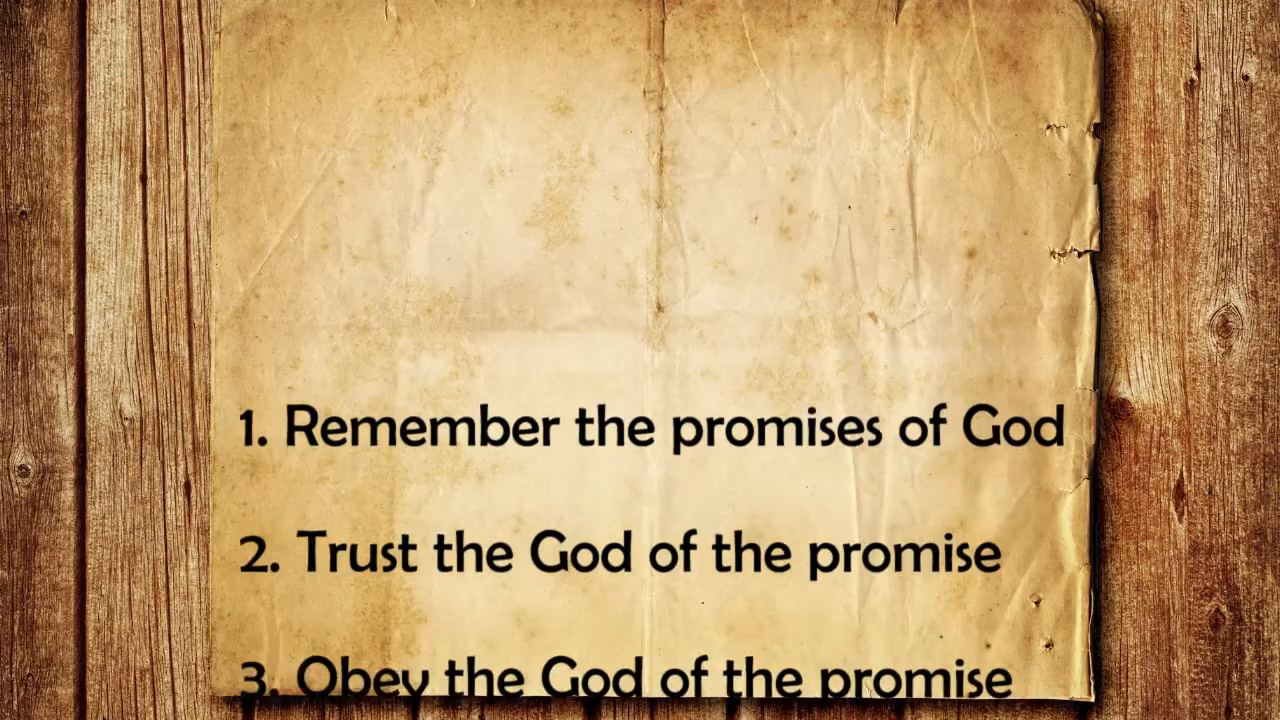 1. Remember the promises of God
2. Trust the God of the promise
3. Obey the God of the promise